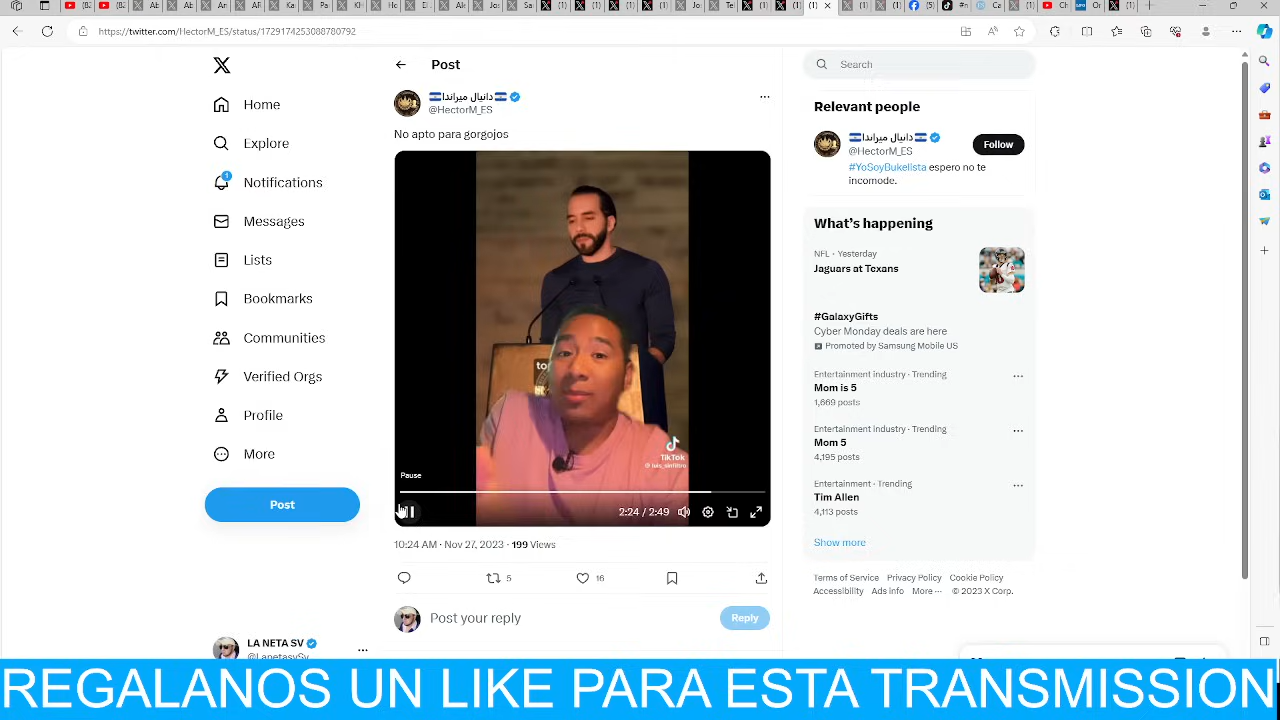 https://twitter.com/HectorM_ES/status/1729174253088780792
Home
Explore
1
Notifications
Messages
Lists
Bookmarks
Communities
Verified Orgs
Profile
More
Post
LA NETA SV
@LanetasvSv
Post
دانيال ميراندا
@HectorM_ES
No apto para gorgojos
TikTok
Pause
2:24 / 2:49
10:24 AM · Nov 27, 2023 · 199 Views
5
16
Post your reply
Reply
Search
Relevant people
دانيال ميراندا
@HectorM_ES
Follow
#YoSoyBukelista espero no te
incomode.
What's happening
NFL · Yesterday
Jaguars at Texans
#GalaxyGifts
Cyber Monday deals are here
Promoted by Samsung Mobile US
Entertainment industry · Trending
Mom is 5
1,669 posts
Entertainment industry · Trending
Mom 5
4,195 posts
Entertainment · Trending
Tim Allen
4,113 posts
Show more
Terms of Service Privacy Policy Cookie Policy
Accessibility Ads info More ··· © 2023 X Corp.
REGALANOS UN LIKE PARA ESTA TRANSMISSION